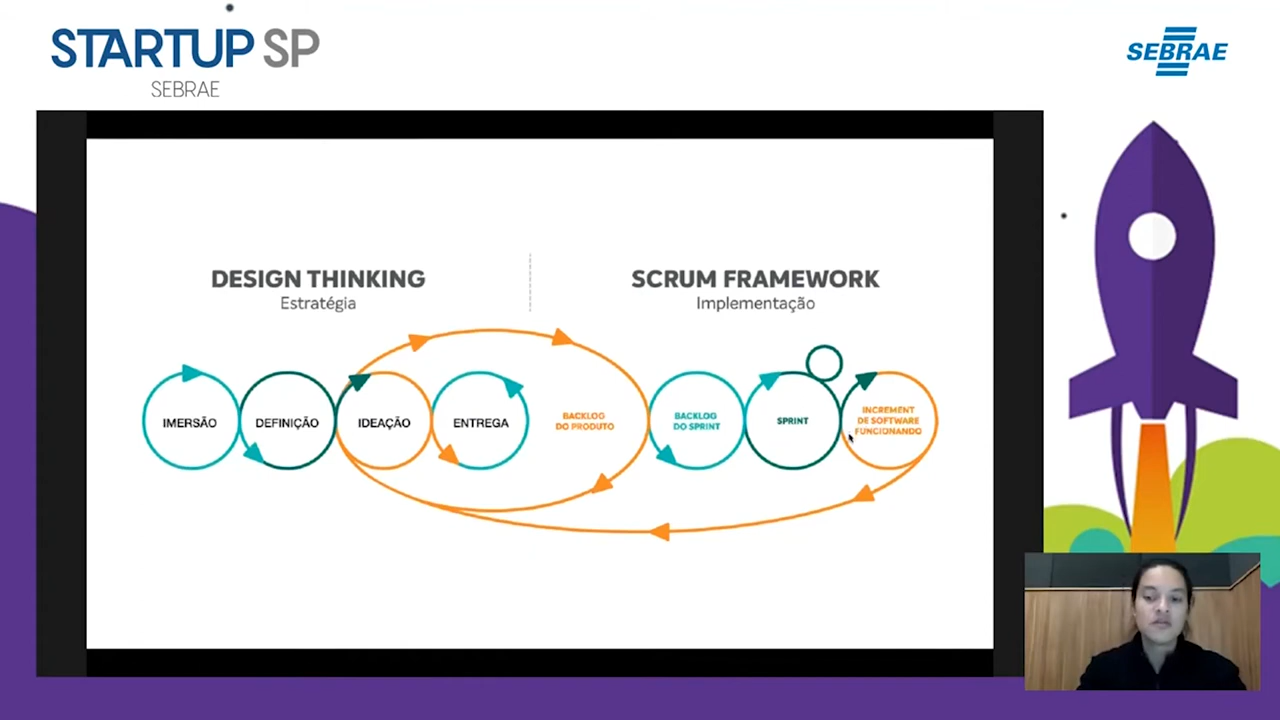 STARTUP SP
SEBRAE
SEBRAE
DESIGN THINKING
Estratégia
SCRUM FRAMEWORK
Implementação
IMERSÃO
DEFINIÇÃO
IDEAÇÃO
ENTREGA
BACKLOG
DO PRODUTO
BACKLOG
DO SPRINT
SPRINT
INCREMENT
DE SOFTWARE
FUNCIONANDO